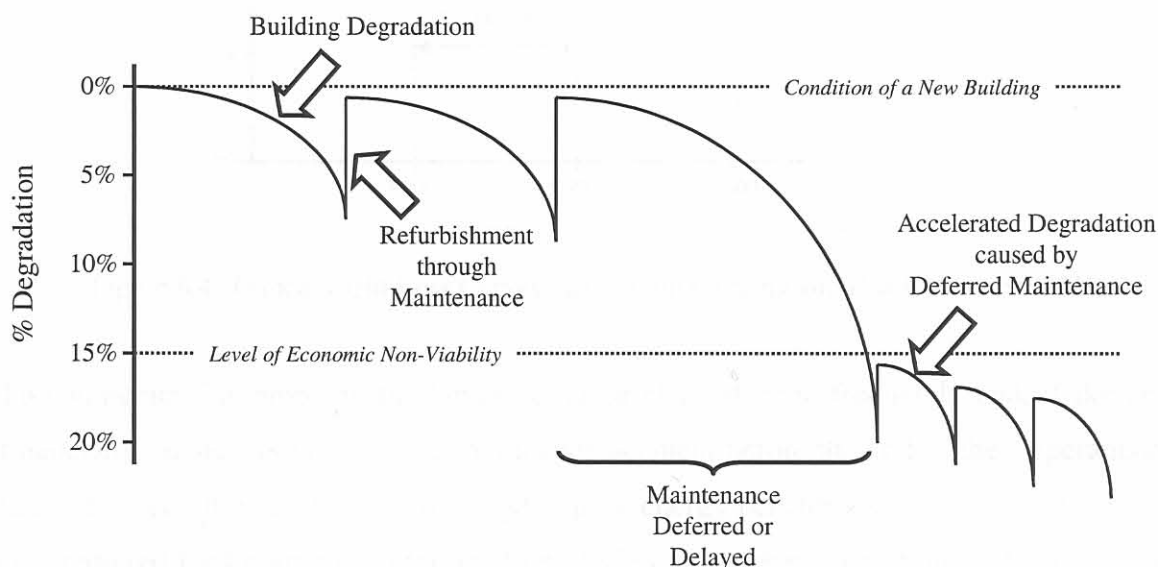 Building Degradation
0%
Condition of a New Building
5%
% Degradation
Refurbishment
through
Maintenance
10%
Accelerated Degradation
caused by
Deferred Maintenance
15%
Level of Economic Non-Viability
20%
Maintenance
Deferred or
Delayed